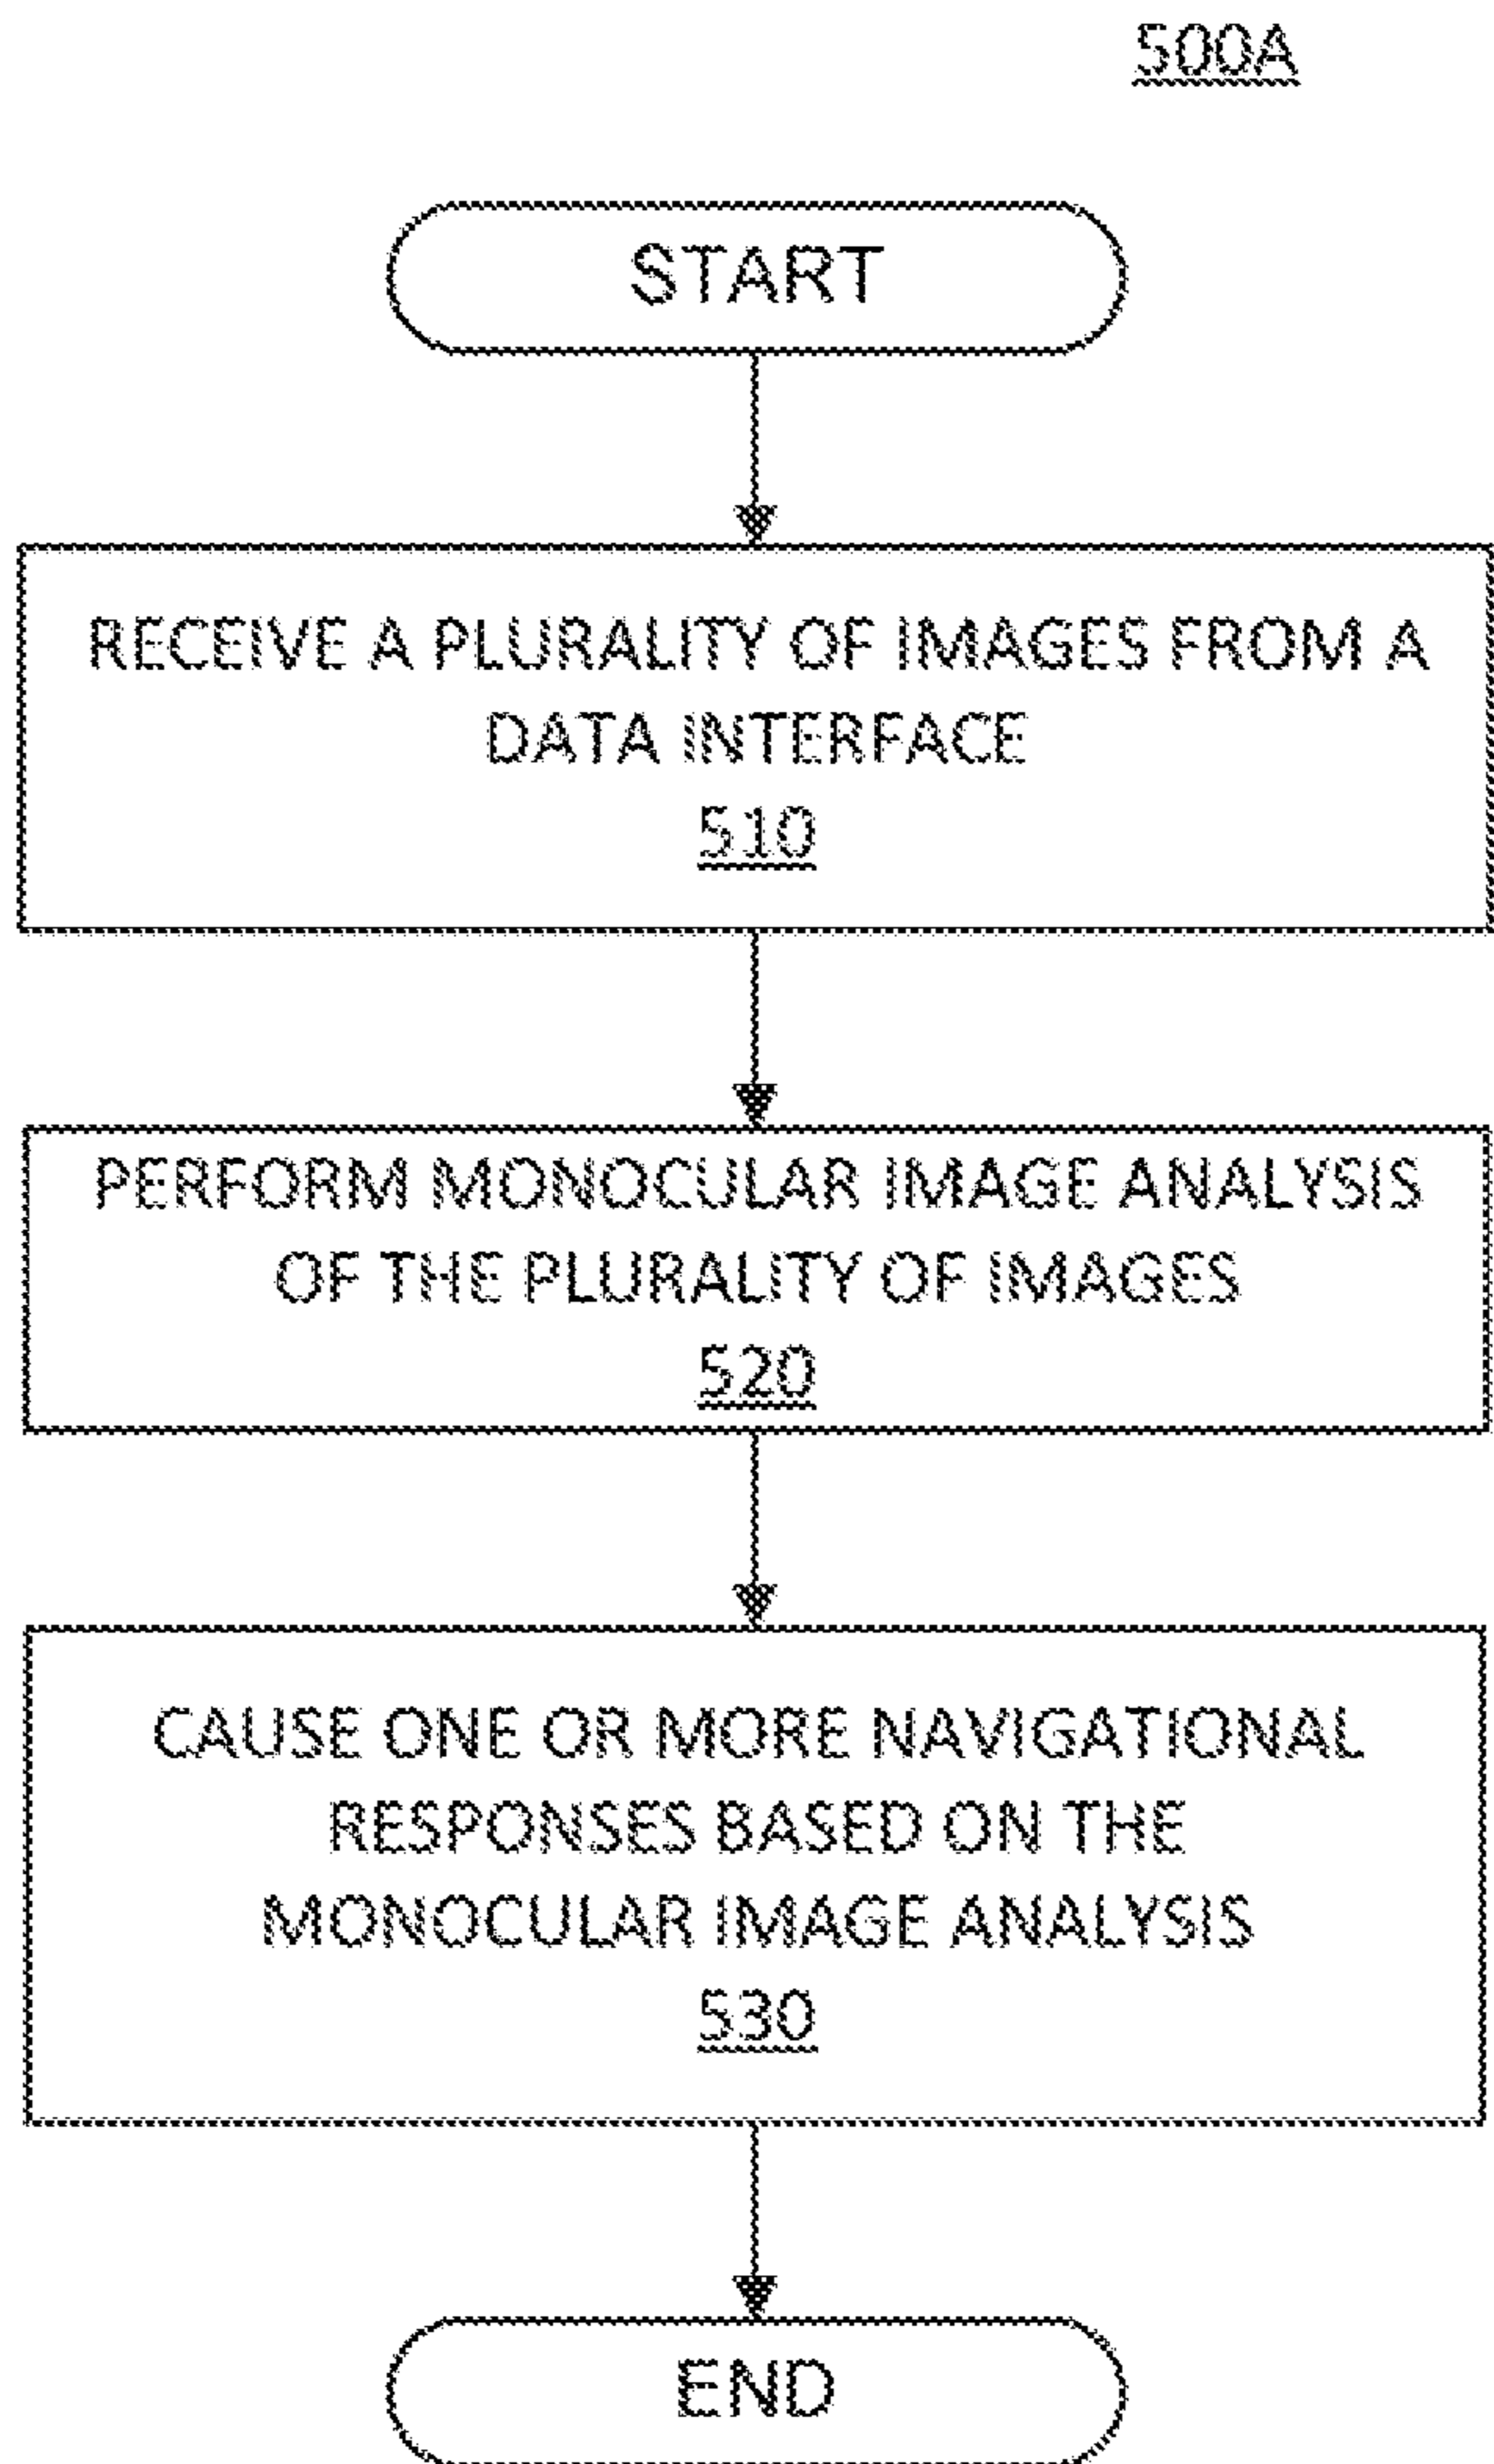 500A
START
RECEIVE A PLURALITY OF IMAGES FROM A
DATA INTERFACE
510
PERFORM MONOCULAR IMAGE ANALYSIS
OF THE PLURALITY OF IMAGES
520
CAUSE ONE OR MORE NAVIGATIONAL
RESPONSES BASED ON THE
MONOCULAR IMAGE ANALYSIS
530
END